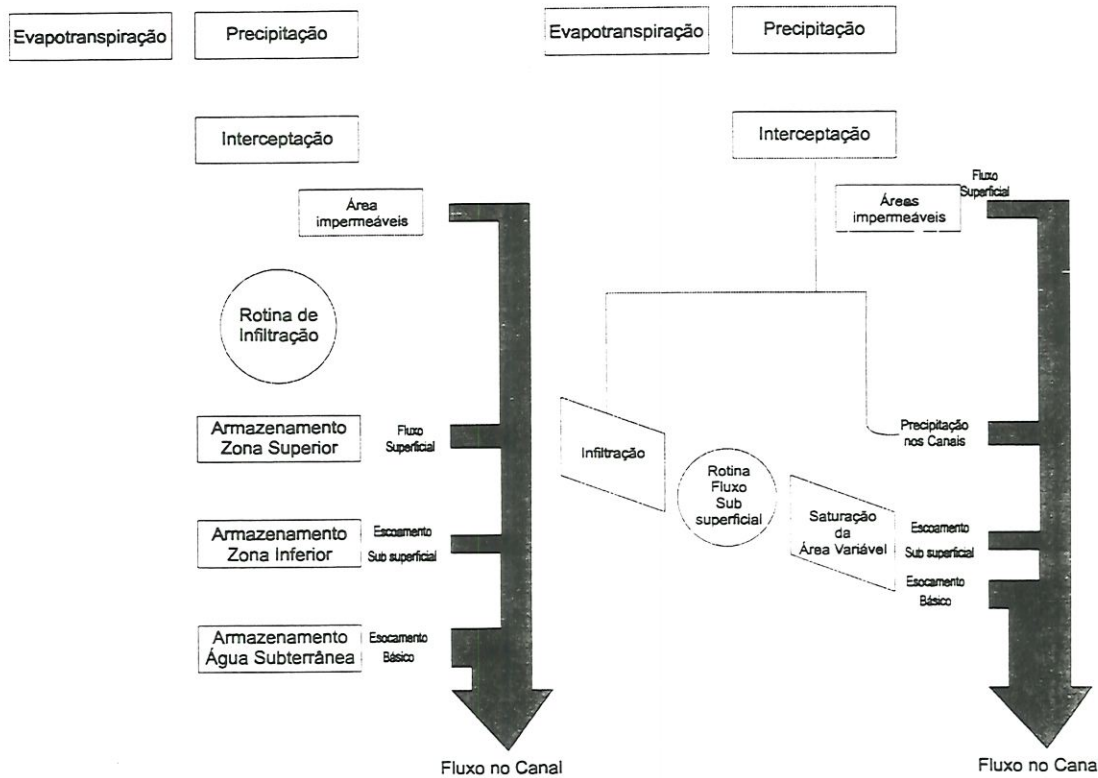 Evapotranspiração
Precipitação
Interceptação
Área
impermeáveis
Rotina de
Infiltração
Armazenamento
Zona Superior
Fluxo
Superficial
Armazenamento
Zona Inferior
Escoamento
Sub superficial
Armazenamento
Água Subterrânea
Esocamento
Básico
Fluxo no Canal
Evapotranspiração
Precipitação
Interceptação
Áreas
impermeáveis
Fluxo
Superficial
Precipitação
nos Canais
Infiltração
Rotina
Fluxo
Sub
superficial
Saturação
da
Área Variável
Escoamento
Sub superficial
Esocamento
Básico
Fluxo no Cana